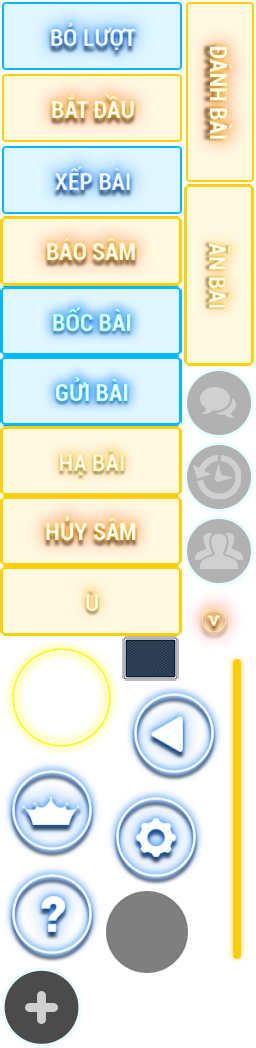 BỎ LƯỢT
BẮT ĐẦU
XẾP BÀI
BÁO SÂM
BỐC BÀI
GỬI BÀI
HẠ BÀI
HỦY SÂM
Ù
ĐÁNH BÀI
ĂN BÀI
V
?